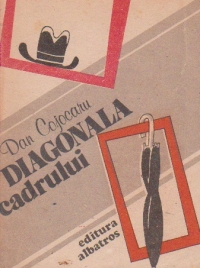 Dan Cojocaru
DIAGONALA
cadrului
editura
albatros